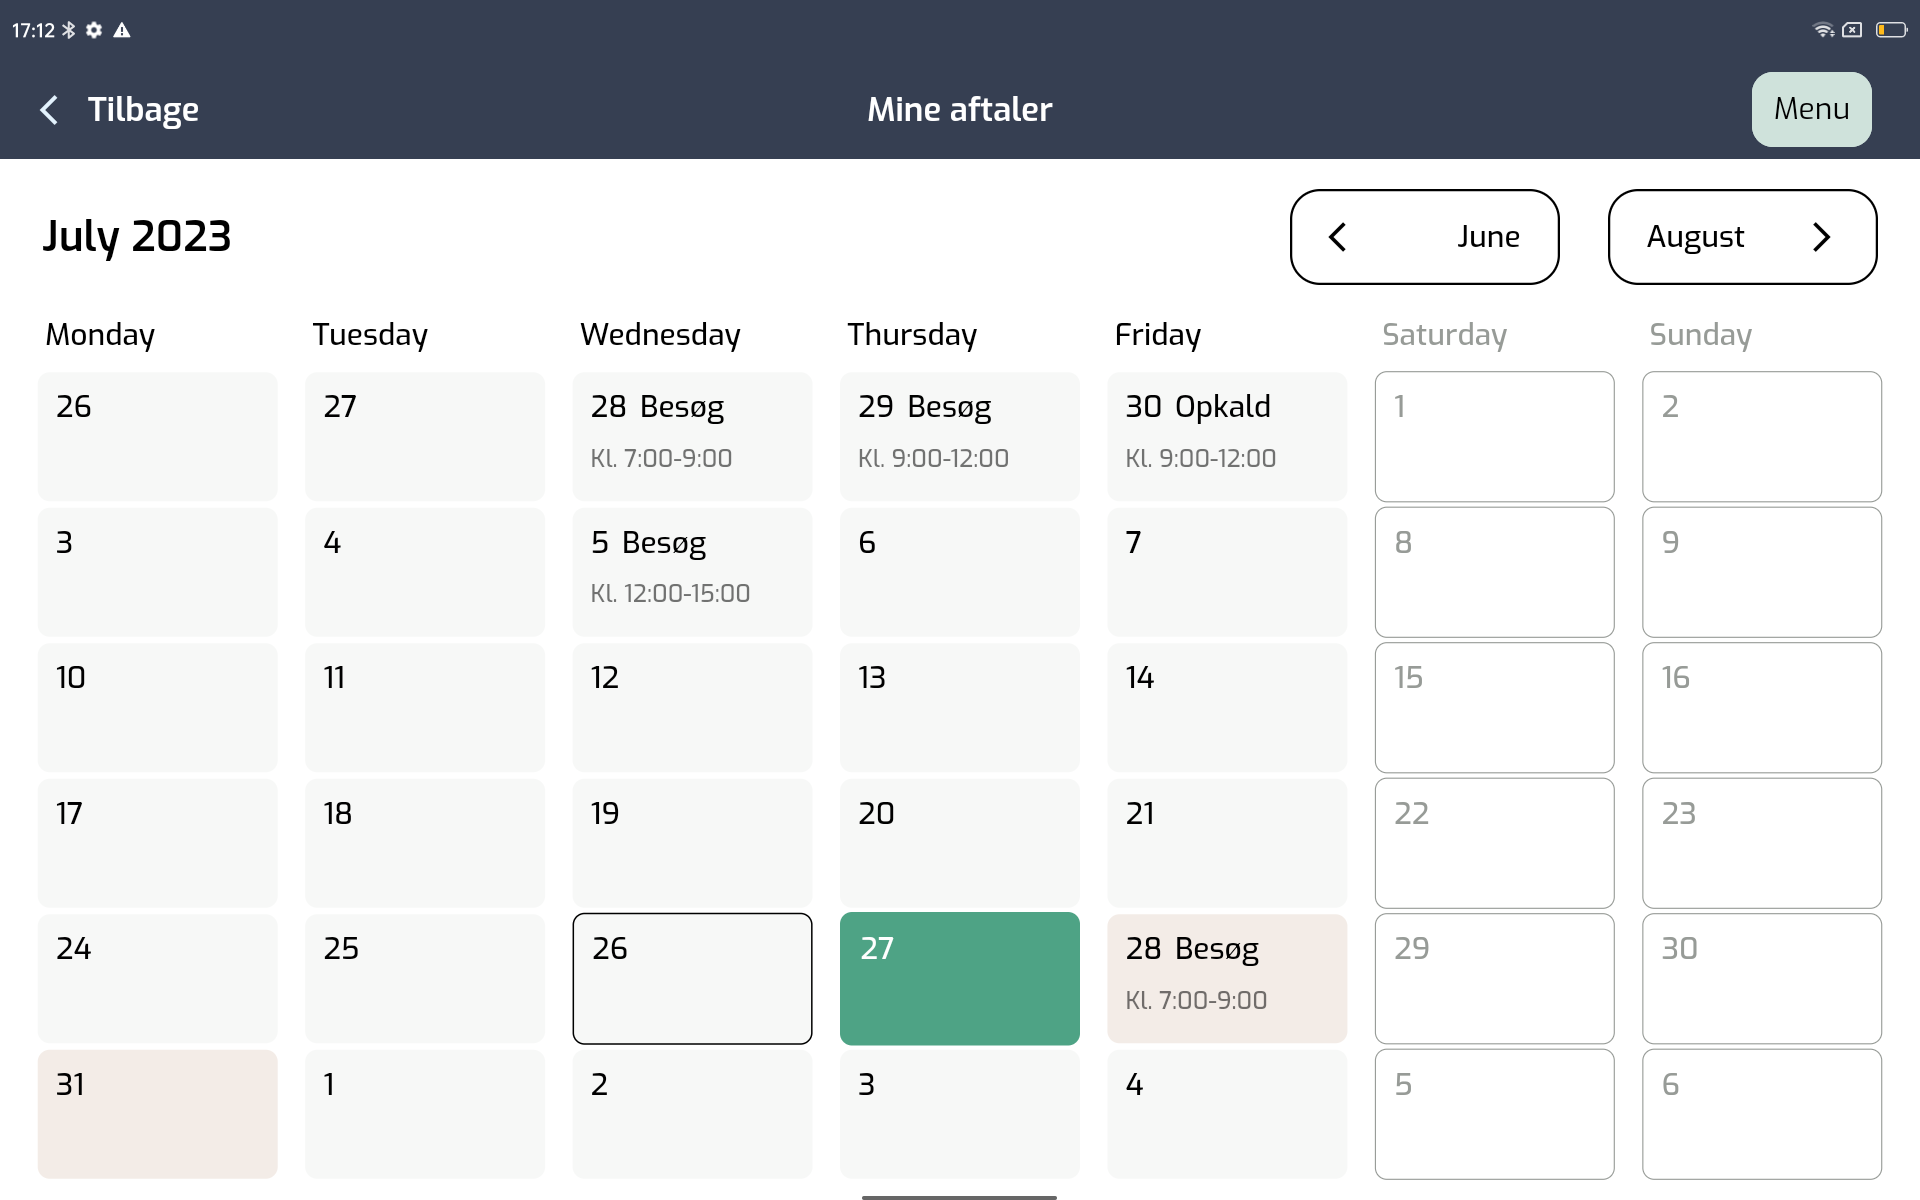 17:12
Tilbage
Mine aftaler
Menu
July 2023
June
August
Monday Tuesday Wednesday Thursday Friday Saturday Sunday
26 27 28 Besøg 29 Besøg 30 Opkald 1 2
Kl. 7:00-9:00 Kl. 9:00-12:00 Kl. 9:00-12:00
3 4 5 Besøg 6 7 8 9
Kl. 12:00-15:00
10 11 12 13 14 15 16
17 18 19 20 21 22 23
24 25 26 27 28 Besøg 29 30
Kl. 7:00-9:00
31 1 2 3 4 5 6